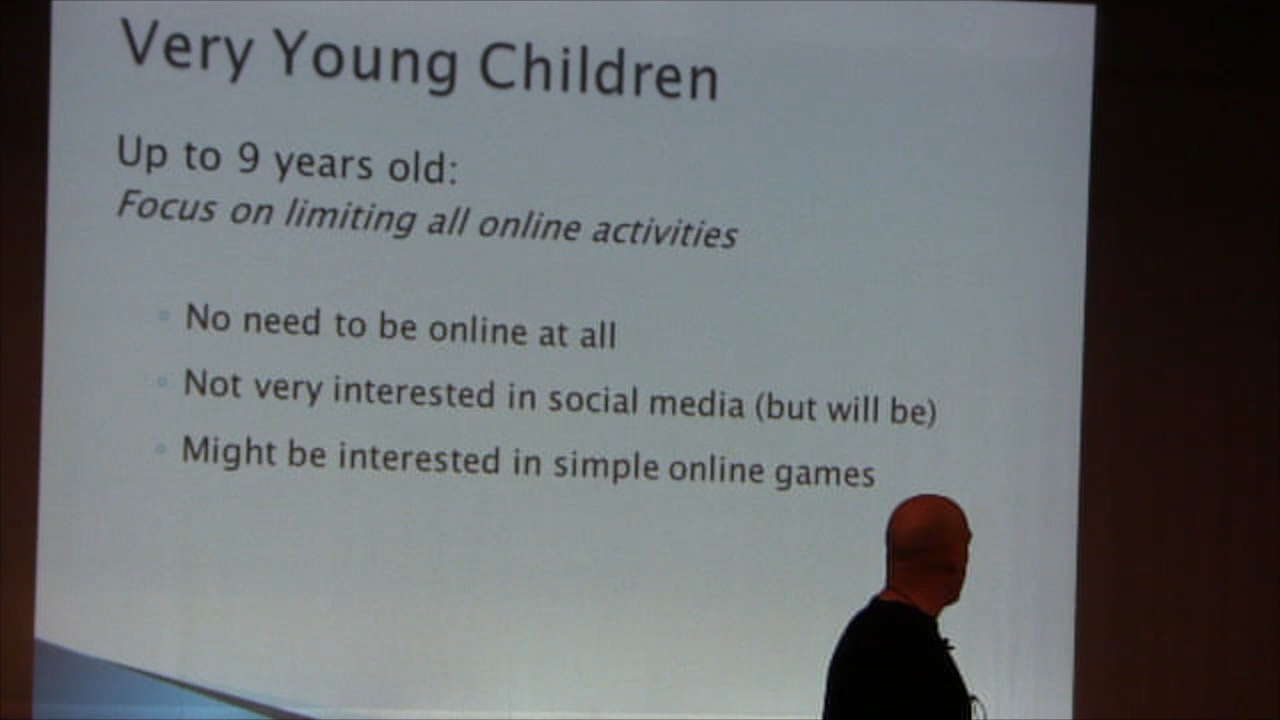 Very Young Children
Up to 9 years old:
Focus on limiting all online activities
No need to be online at all
Not very interested in social media (but will be)
Might be interested in simple online games